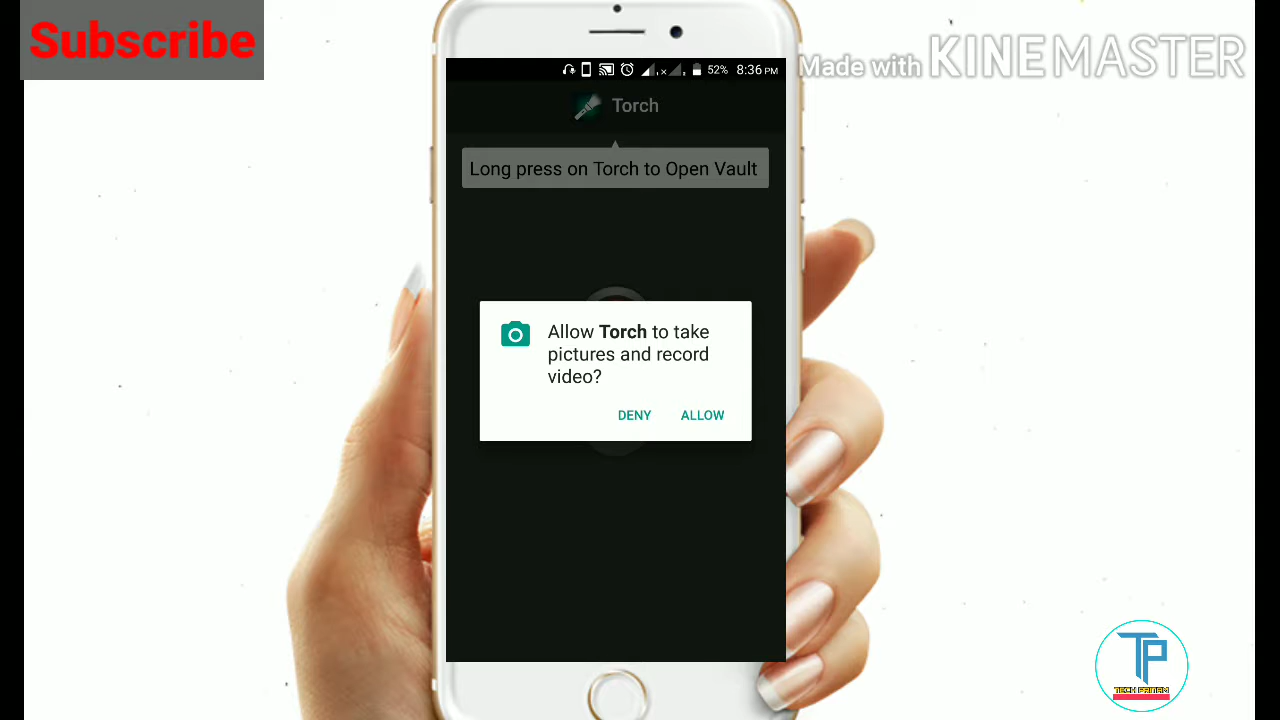 Subscribe
Made with KINEMASTER
52% 8:36 PM
Torch
Long press on Torch to Open Vault
Allow Torch to take
pictures and record
video?
DENY ALLOW
TP